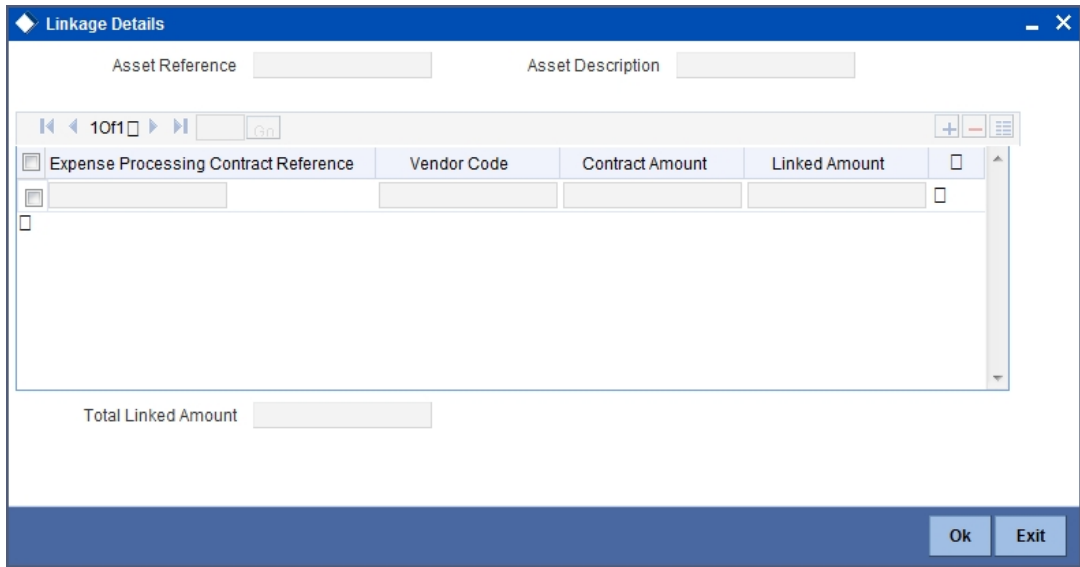 Linkage Details
Asset Reference Asset Description
1Of1 Go
Expense Processing Contract Reference Vendor Code Contract Amount Linked Amount
Total Linked Amount
Ok Exit